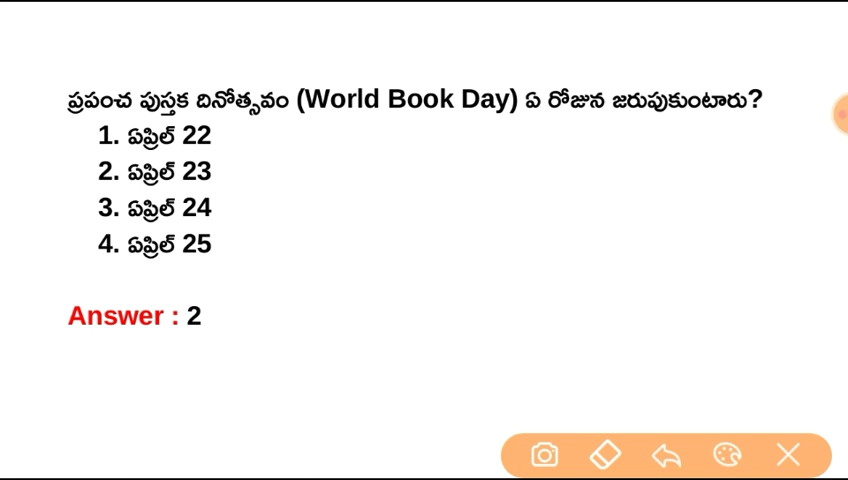 ప్రపంచ పుస్తక దినోత్సవం (World Book Day) ఏ రోజున జరుపుకుంటారు?
1. ఏప్రిల్ 22
2. ఏప్రిల్ 23
3. ఏప్రిల్ 24
4. ఏప్రిల్ 25
Answer : 2